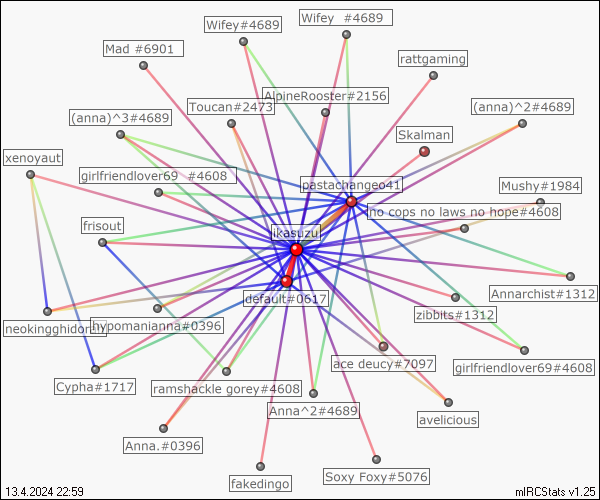 Wifey#4689
Wifey  #4689
Mad #6901
rattgaming
AlpineRooster#2156
Toucan#2473
(anna)^2#4689
(anna)^3#4689
Skalman
xenoyaut
girlfriendlover69  #4608
pastachangeo41
Mushy#1984
no cops no laws no hope#4608
frisout
ikasuzu
Annarchist#1312
default#0617
zibbits#1312
neokingghidor
hypomanianna#0396
ace deucy#7097
girlfriendlover69#4608
Cypha#1717
ramshackle gorey#4608
Anna^2#4689
avelicious
Anna.#0396
fakedingo
Soxy Foxy#5076
13.4.2024 22:59
mIRCStats v1.25